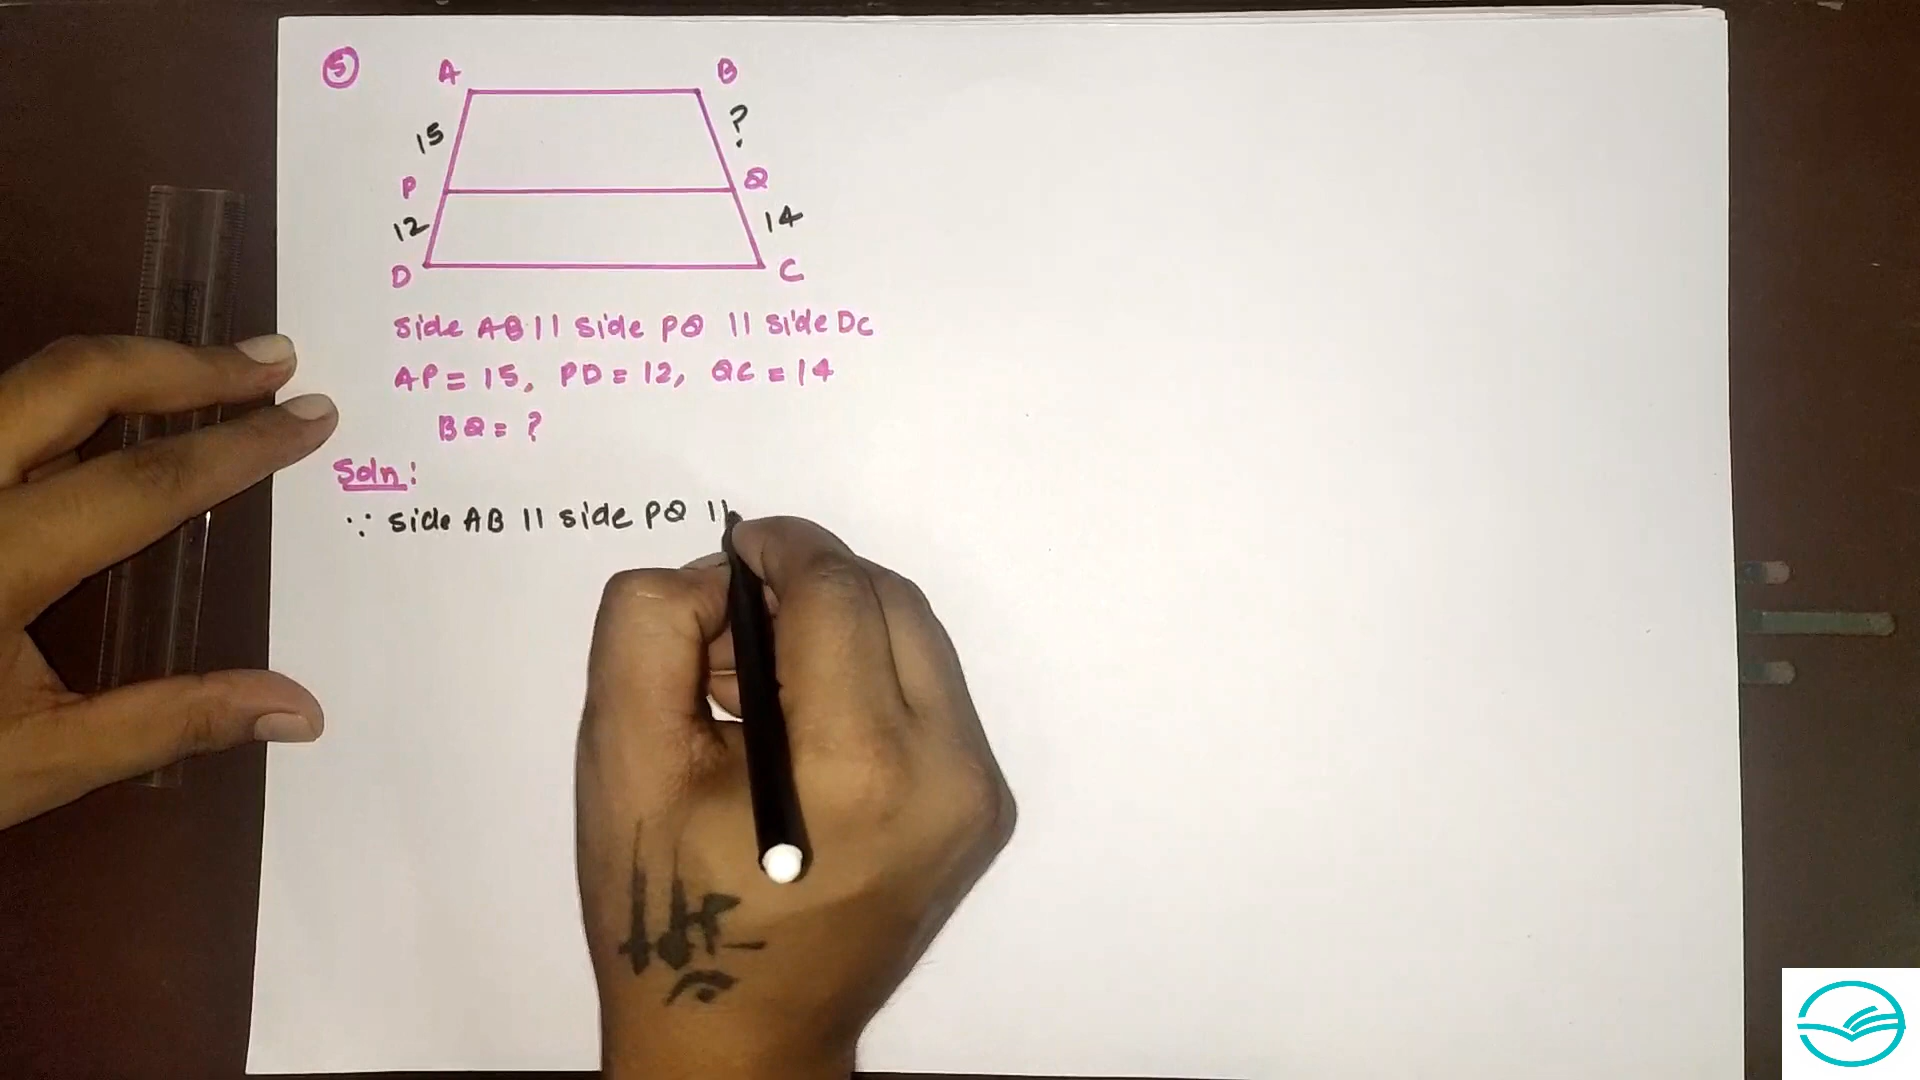 5
A B
15 ?
P Q
12 14
D C
side AB || side PQ || side DC
AP = 15, PD = 12, QC = 14
BQ = ?
Soln:
∵ side AB || side PQ ||